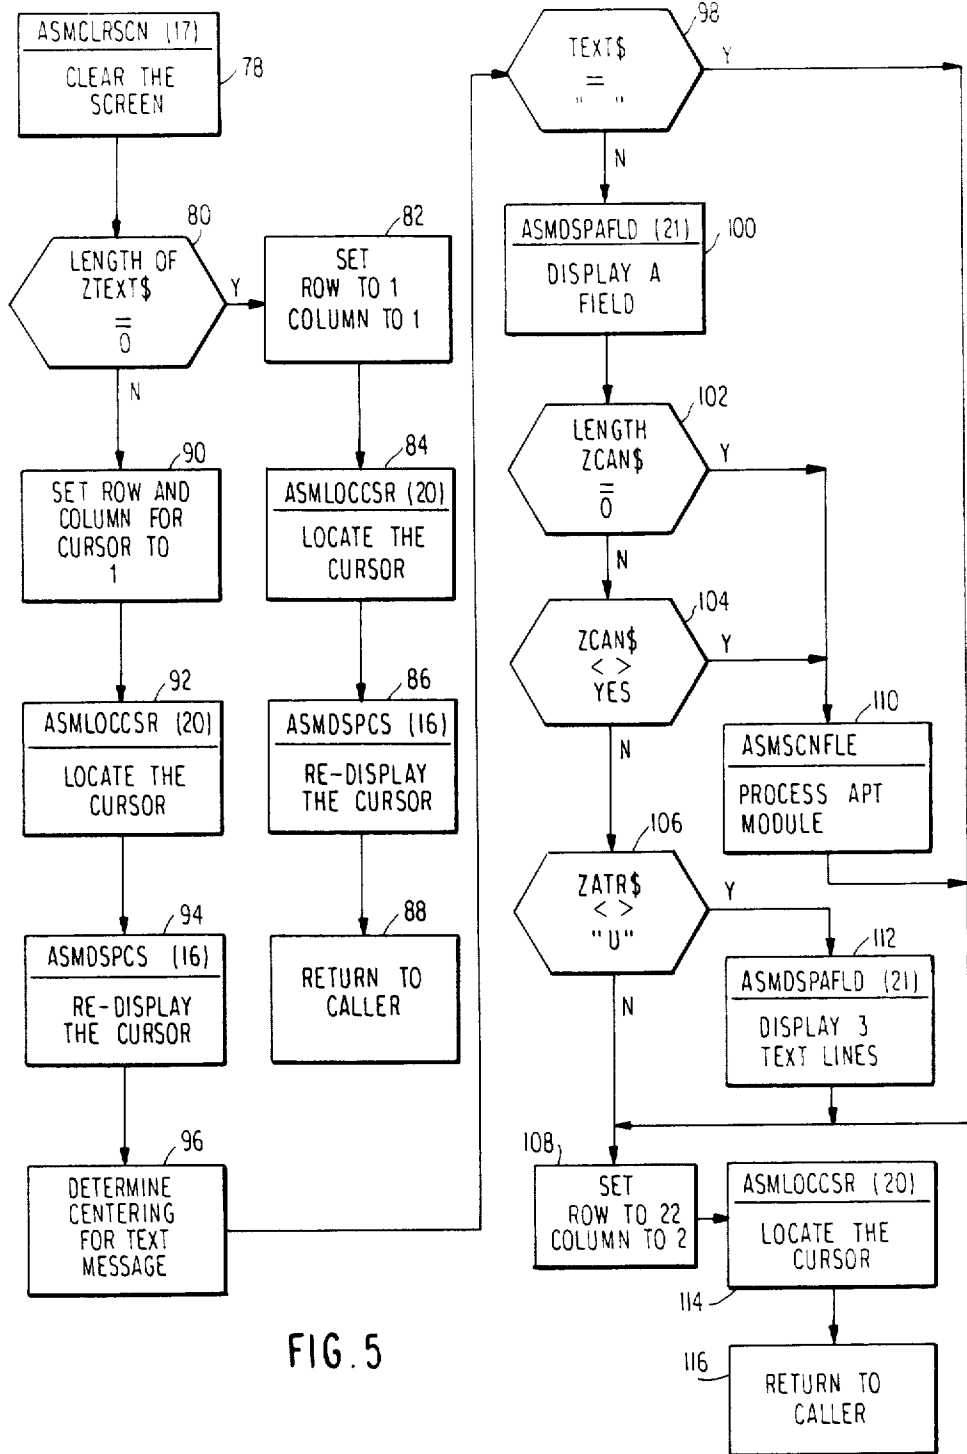 ASMCLRSCN (17)
CLEAR THE
SCREEN
78
80
LENGTH OF
ZTEXT$
=
0
Y
N
82
SET
ROW TO 1
COLUMN TO 1
84
ASMLOCCSR (20)
LOCATE THE
CURSOR
86
ASMDSPCS (16)
RE-DISPLAY
THE CURSOR
88
RETURN TO
CALLER
90
SET ROW AND
COLUMN FOR
CURSOR TO
1
92
ASMLOCCSR (20)
LOCATE THE
CURSOR
94
ASMDSPCS (16)
RE-DISPLAY
THE CURSOR
96
DETERMINE
CENTERING
FOR TEXT
MESSAGE
98
TEXT$
=
" "
Y
N
ASMDSPAFLD (21)
DISPLAY A
FIELD
100
102
LENGTH
ZCAN$
=
0
Y
N
104
ZCAN$
< >
YES
Y
N
110
ASMSCNFLE
PROCESS APT
MODULE
106
ZATR$
< >
"U"
Y
N
112
ASMDSPAFLD (21)
DISPLAY 3
TEXT LINES
108
SET
ROW TO 22
COLUMN TO 2
ASMLOCCSR (20)
LOCATE THE
CURSOR
114
116
RETURN TO
CALLER
FIG. 5